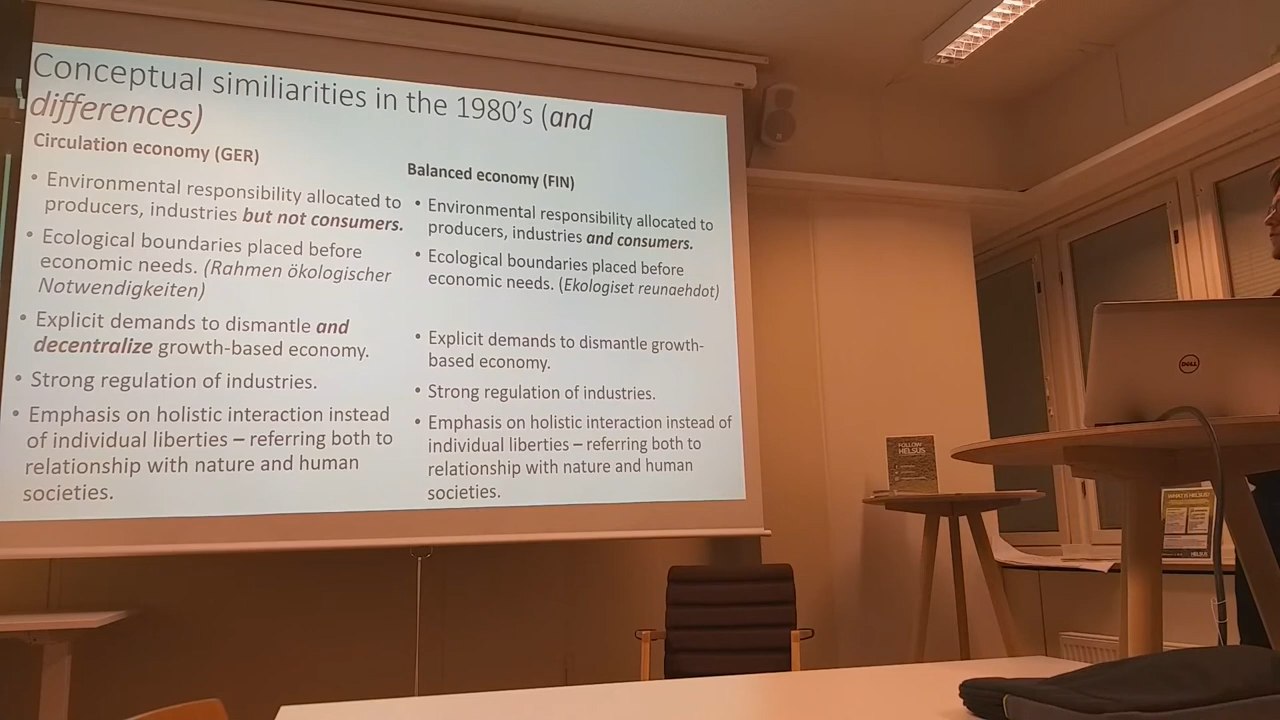 Conceptual similiarities in the 1980's (and
differences)
Circulation economy (GER)
• Environmental responsibility allocated to
producers, industries but not consumers.
• Ecological boundaries placed before
economic needs. (Rahmen ökologischer
Notwendigkeiten)
• Explicit demands to dismantle and
decentralize growth-based economy.
• Strong regulation of industries.
• Emphasis on holistic interaction instead
of individual liberties – referring both to
relationship with nature and human
societies.
Balanced economy (FIN)
• Environmental responsibility allocated to
producers, industries and consumers.
• Ecological boundaries placed before
economic needs. (Ekologiset reunaehdot)
• Explicit demands to dismantle growth-
based economy.
• Strong regulation of industries.
• Emphasis on holistic interaction instead of
individual liberties – referring both to
relationship with nature and human
societies.
DELL
FOLLOW
HELSUS
WHAT IS HELSUS?